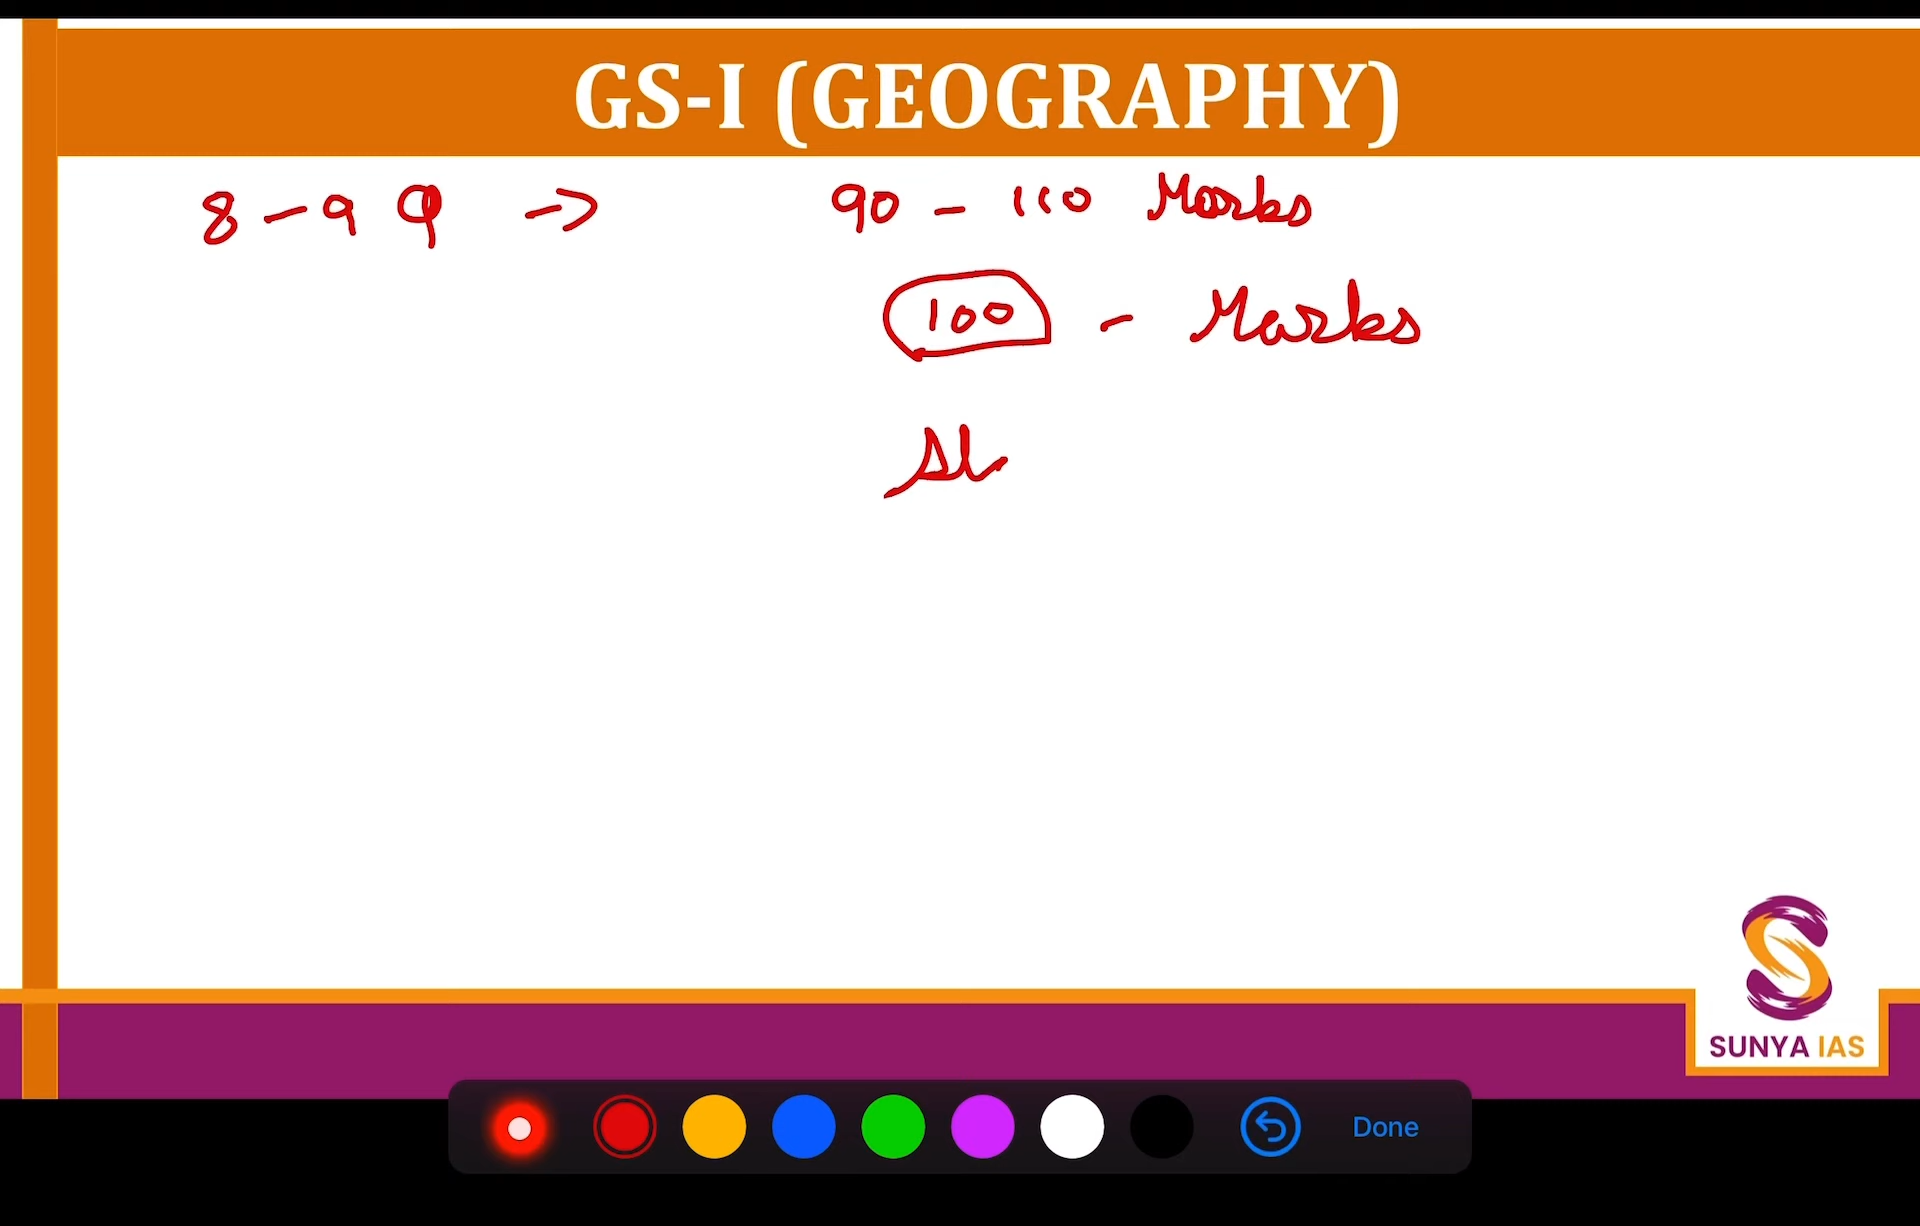 GS-I (GEOGRAPHY)
8 - 9 Q → 90 - 110 Marks
100 - Marks
SUNYA IAS
Done